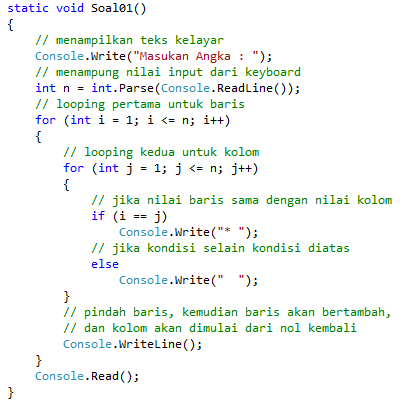 static void Soal01()
{
    // menampilkan teks kelayar
    Console.Write("Masukan Angka : ");
    // menampung nilai input dari keyboard
    int n = int.Parse(Console.ReadLine());
    // looping pertama untuk baris
    for (int i = 1; i <= n; i++)
    {
        // looping kedua untuk kolom
        for (int j = 1; j <= n; j++)
        {
            // jika nilai baris sama dengan nilai kolom
            if (i == j)
                Console.Write("* ");
            // jika kondisi selain kondisi diatas
            else
                Console.Write("  ");
        }
        // pindah baris, kemudian baris akan bertambah,
        // dan kolom akan dimulai dari nol kembali
        Console.WriteLine();
    }
    Console.Read();
}